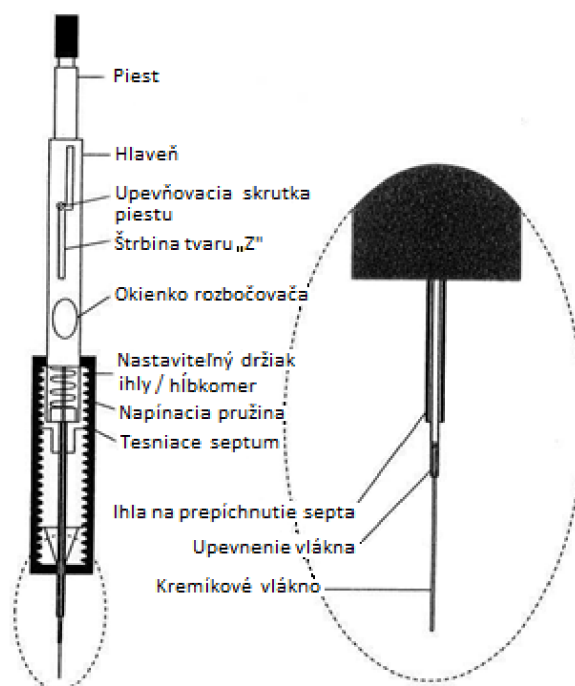 Piest
Hlaveň
Upevňovacia skrutka
piestu
Štrbina tvaru „Z"
Okienko rozbočovača
Nastaviteľný držiak
ihly / hĺbkomer
Napínacia pružina
Tesniace septum
Ihla na prepíchnutie septa
Upevnenie vlákna
Kremíkové vlákno